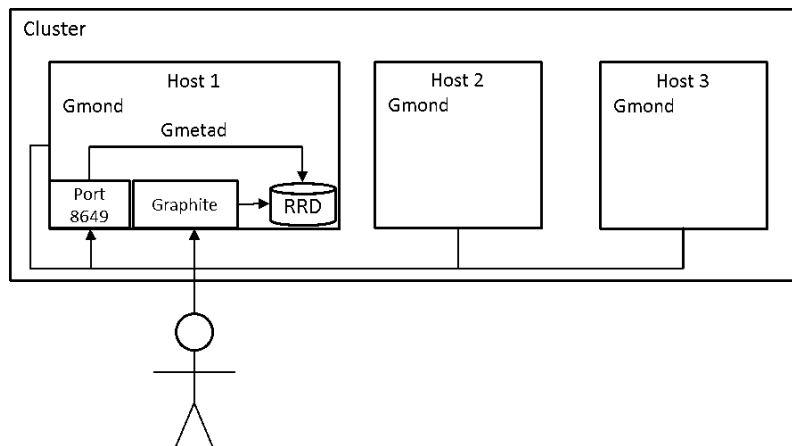 Cluster
Host 1
Gmond
Gmetad
Port
8649
Graphite
RRD
Host 2
Gmond
Host 3
Gmond